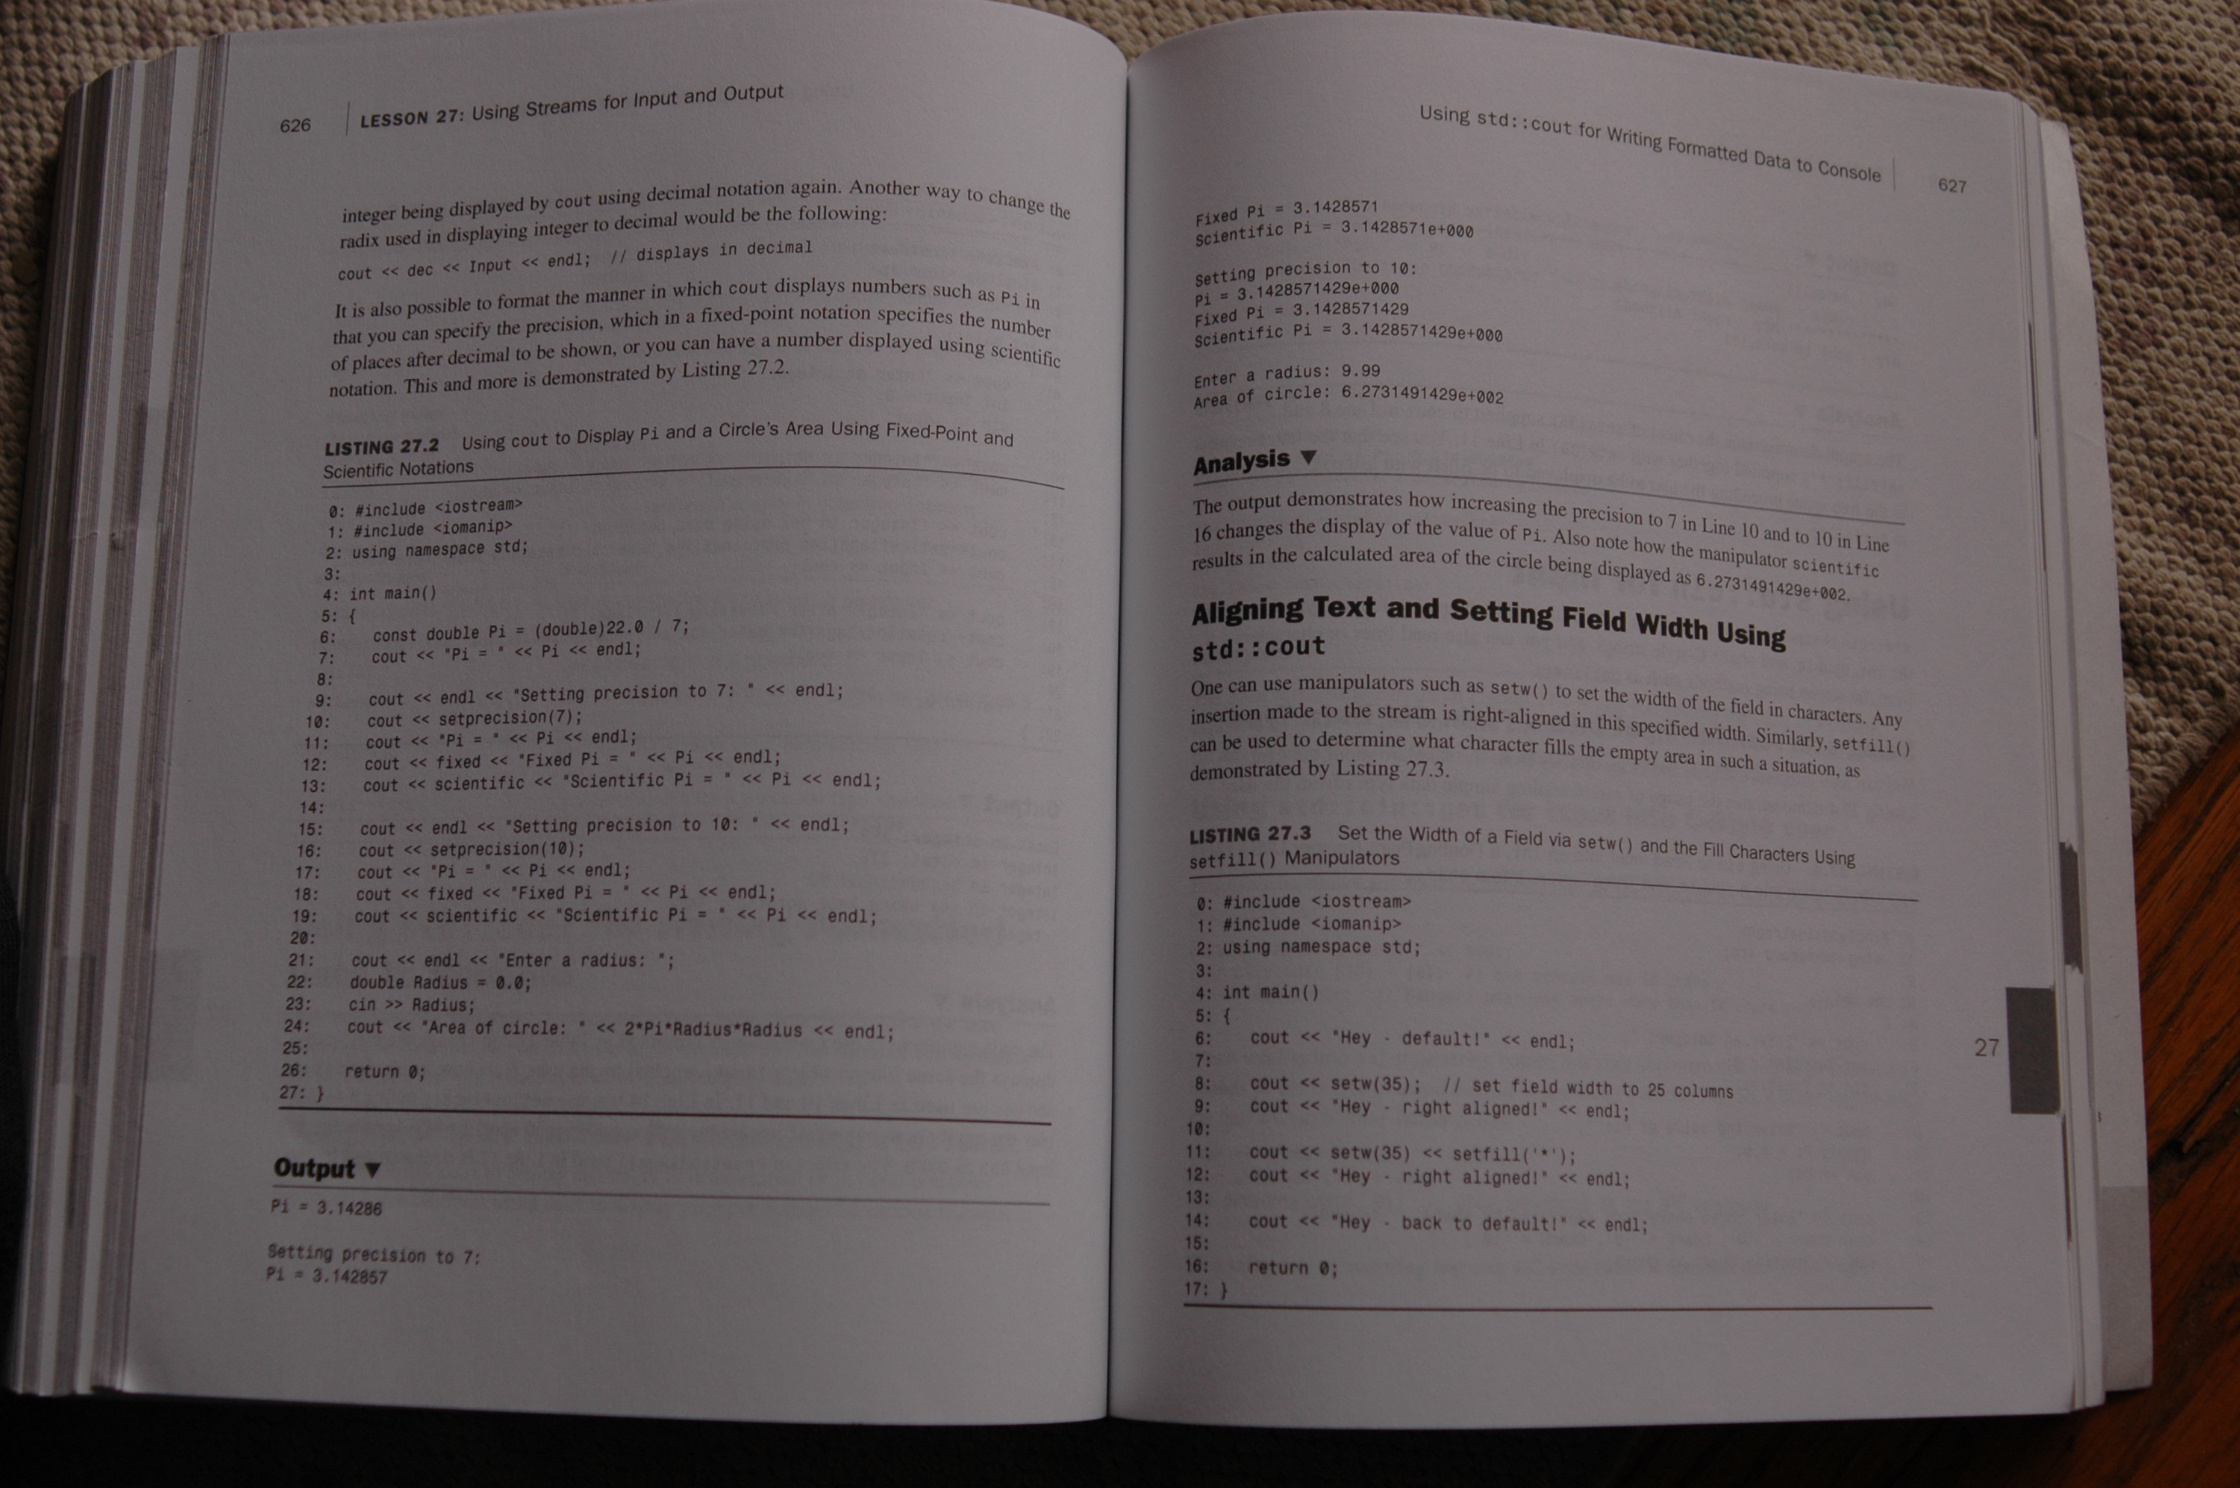 626 LESSON 27: Using Streams for Input and Output
integer being displayed by cout using decimal notation again. Another way to change the
radix used in displaying integer to decimal would be the following:
cout << dec << Input << endl; // displays in decimal
It is also possible to format the manner in which cout displays numbers such as Pi in
that you can specify the precision, which in a fixed-point notation specifies the number
of places after decimal to be shown, or you can have a number displayed using scientific
notation. This and more is demonstrated by Listing 27.2.
LISTING 27.2 Using cout to Display Pi and a Circle's Area Using Fixed-Point and
Scientific Notations
0: #include <iostream>
1: #include <iomanip>
2: using namespace std;
3:
4: int main()
5: {
6: const double Pi = (double)22.0 / 7;
7: cout << "Pi = " << Pi << endl;
8:
9: cout << endl << "Setting precision to 7: " << endl;
10: cout << setprecision(7);
11: cout << "Pi = " << Pi << endl;
12: cout << fixed << "Fixed Pi = " << Pi << endl;
13: cout << scientific << "Scientific Pi = " << Pi << endl;
14:
15: cout << endl << "Setting precision to 10: " << endl;
16: cout << setprecision(10);
17: cout << "Pi = " << Pi << endl;
18: cout << fixed << "Fixed Pi = " << Pi << endl;
19: cout << scientific << "Scientific Pi = " << Pi << endl;
20:
21: cout << endl << "Enter a radius: ";
22: double Radius = 0.0;
23: cin >> Radius;
24: cout << "Area of circle: " << 2*Pi*Radius*Radius << endl;
25:
26: return 0;
27: }
Output ▼
Pi = 3.14286
Setting precision to 7:
Pi = 3.142857
Using std::cout for Writing Formatted Data to Console 627
Fixed Pi = 3.1428571
Scientific Pi = 3.1428571e+000
Setting precision to 10:
Pi = 3.1428571429e+000
Fixed Pi = 3.1428571429
Scientific Pi = 3.1428571429e+000
Enter a radius: 9.99
Area of circle: 6.2731491429e+002
Analysis ▼
The output demonstrates how increasing the precision to 7 in Line 10 and to 10 in Line
16 changes the display of the value of Pi. Also note how the manipulator scientific
results in the calculated area of the circle being displayed as 6.2731491429e+002.
Aligning Text and Setting Field Width Using
std::cout
One can use manipulators such as setw() to set the width of the field in characters. Any
insertion made to the stream is right-aligned in this specified width. Similarly, setfill()
can be used to determine what character fills the empty area in such a situation, as
demonstrated by Listing 27.3.
LISTING 27.3 Set the Width of a Field via setw() and the Fill Characters Using
setfill() Manipulators
0: #include <iostream>
1: #include <iomanip>
2: using namespace std;
3:
4: int main()
5: {
6: cout << "Hey - default!" << endl;
7:
8: cout << setw(35); // set field width to 25 columns
9: cout << "Hey - right aligned!" << endl;
10:
11: cout << setw(35) << setfill('*');
12: cout << "Hey - right aligned!" << endl;
13:
14: cout << "Hey - back to default!" << endl;
15:
16: return 0;
17: }
27